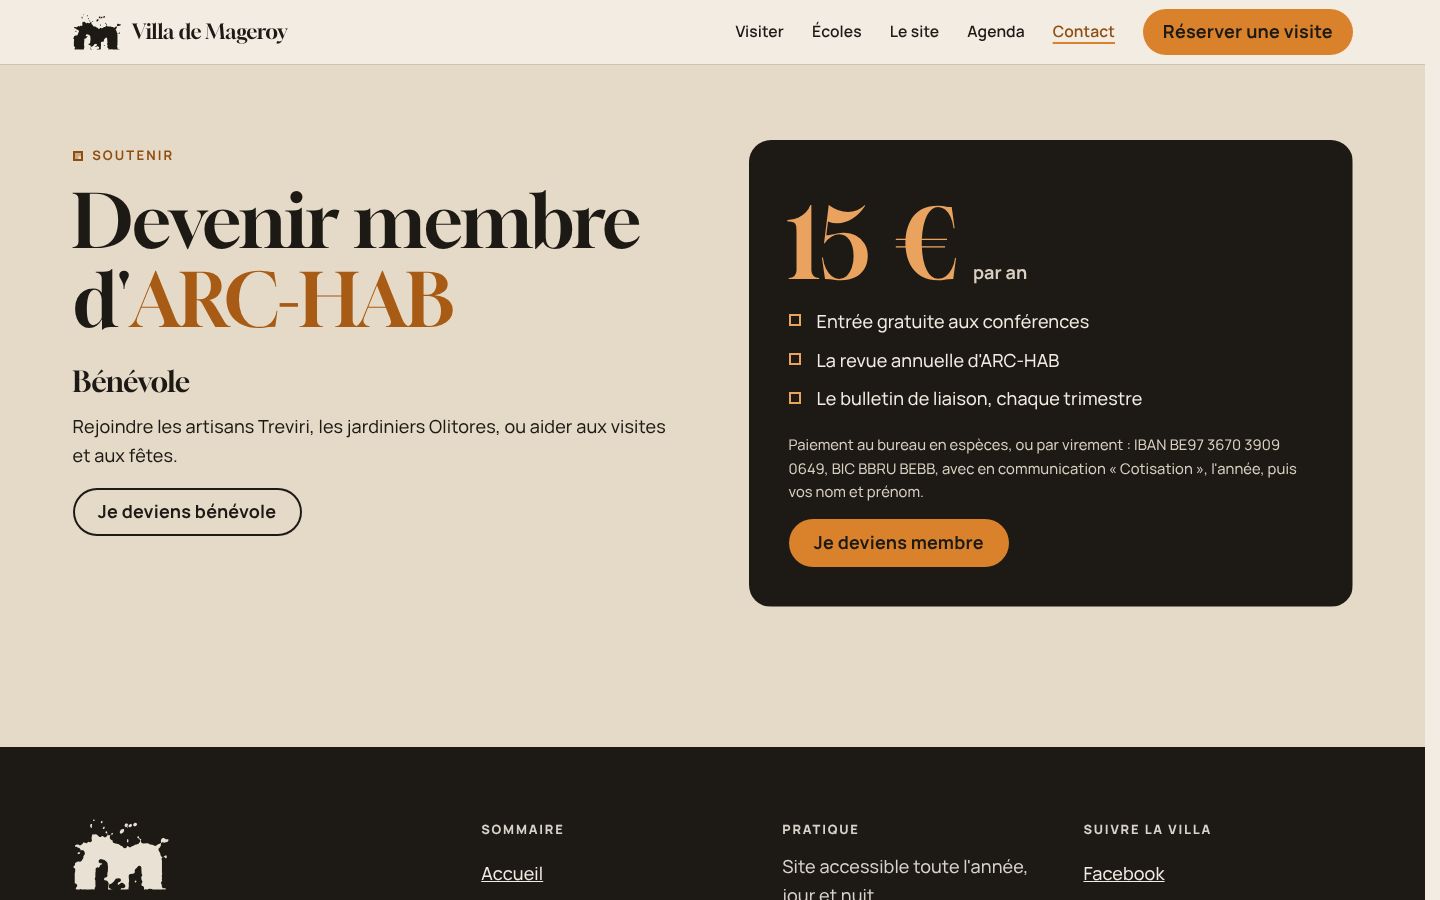 Villa de Mageroy
Visiter
Écoles
Le site
Agenda
Contact
Réserver une visite
SOUTENIR
Devenir membre
d'ARC-HAB
Bénévole
Rejoindre les artisans Treviri, les jardiniers Olitores, ou aider aux visites
et aux fêtes.
Je deviens bénévole
15 € par an
Entrée gratuite aux conférences
La revue annuelle d'ARC-HAB
Le bulletin de liaison, chaque trimestre
Paiement au bureau en espèces, ou par virement : IBAN BE97 3670 3909
0649, BIC BBRU BEBB, avec en communication « Cotisation », l'année, puis
vos nom et prénom.
Je deviens membre
SOMMAIRE
Accueil
PRATIQUE
Site accessible toute l'année,
jour et nuit
SUIVRE LA VILLA
Facebook